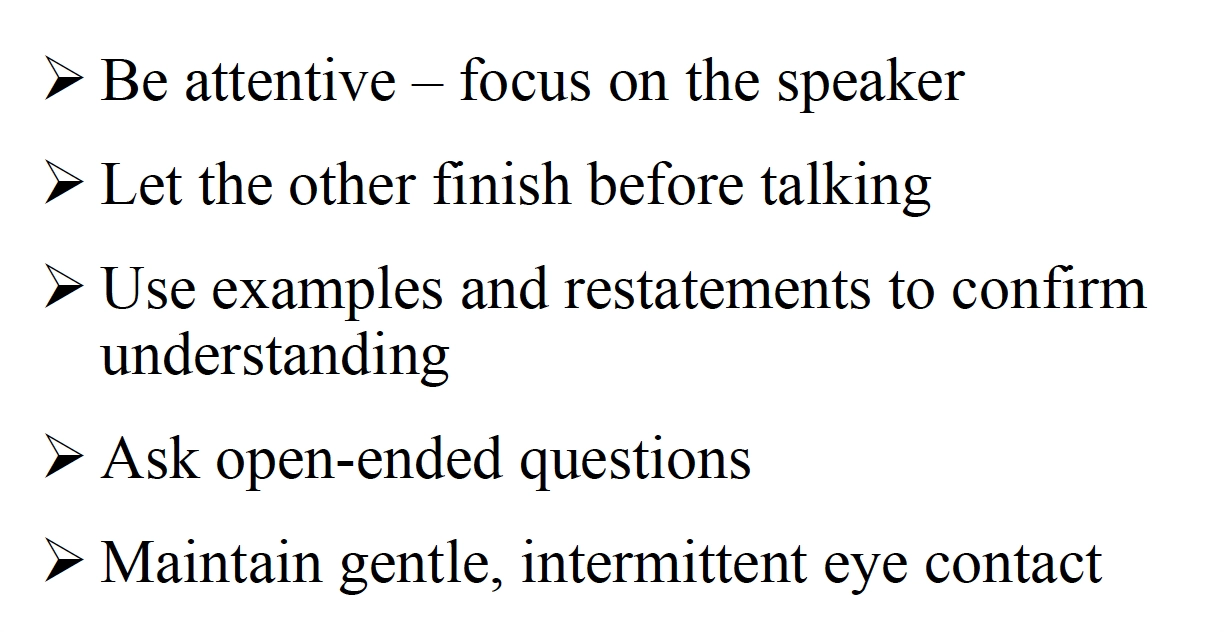 ➢ Be attentive – focus on the speaker
➢ Let the other finish before talking
➢ Use examples and restatements to confirm
understanding
➢ Ask open-ended questions
➢ Maintain gentle, intermittent eye contact